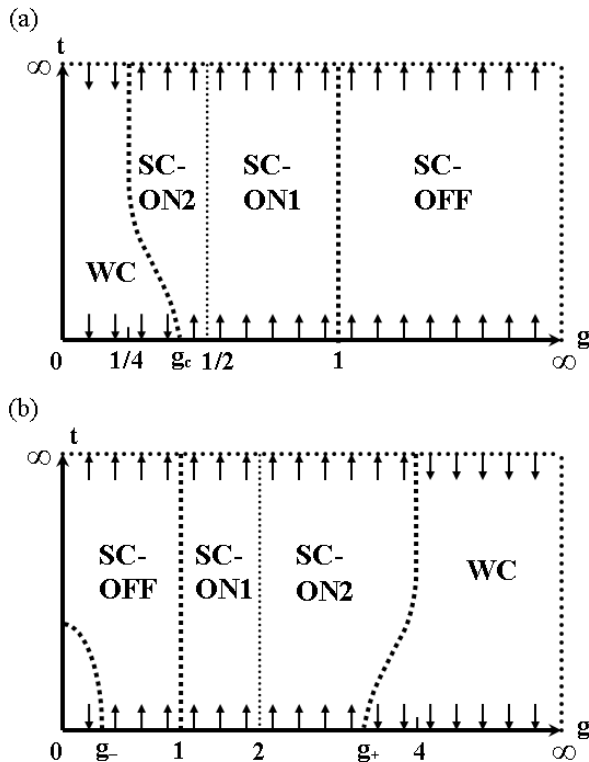 (a)
t
∞
SC-ON2
SC-ON1
SC-OFF
WC
0 1/4 gc 1/2 1 ∞ g
(b)
t
∞
SC-OFF
SC-ON1
SC-ON2
WC
0 g- 1 2 g+ 4 ∞ g